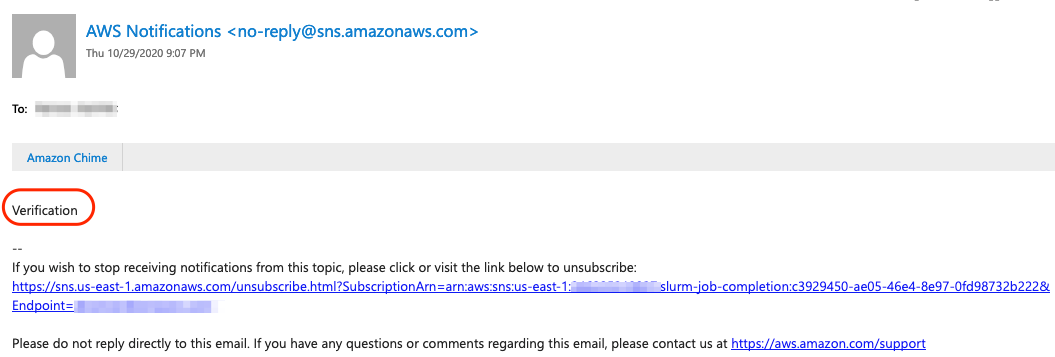 AWS Notifications <no-reply@sns.amazonaws.com>
Thu 10/29/2020 9:07 PM
To:
Amazon Chime
Verification
--
If you wish to stop receiving notifications from this topic, please click or visit the link below to unsubscribe:
https://sns.us-east-1.amazonaws.com/unsubscribe.html?SubscriptionArn=arn:aws:sns:us-east-1: slurm-job-completion:c3929450-ae05-46e4-8e97-0fd98732b222&
Endpoint=
Please do not reply directly to this email. If you have any questions or comments regarding this email, please contact us at https://aws.amazon.com/support